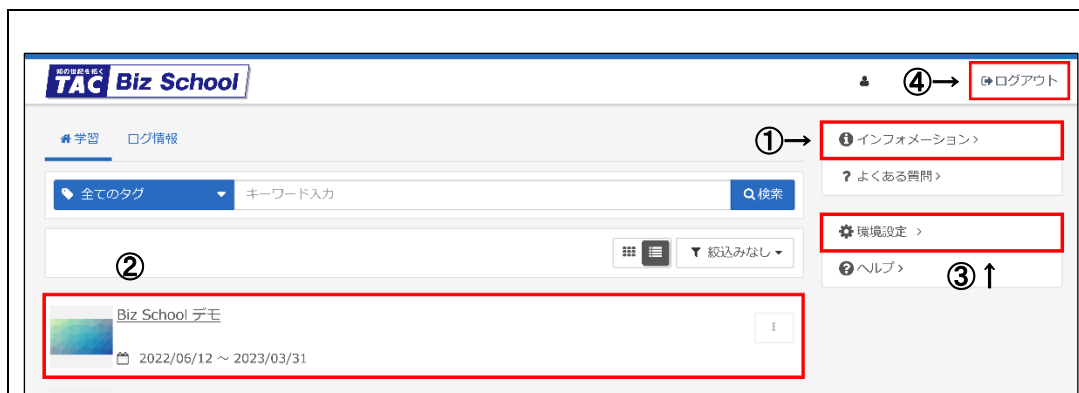 知の世紀を拓く
TAC Biz School
④→ ログアウト
学習 ログ情報
①→ インフォメーション>
? よくある質問>
全てのタグ キーワード入力 検索
環境設定 >
絞込みなし
② ヘルプ> ③↑
Biz School デモ
2022/06/12 ~ 2023/03/31